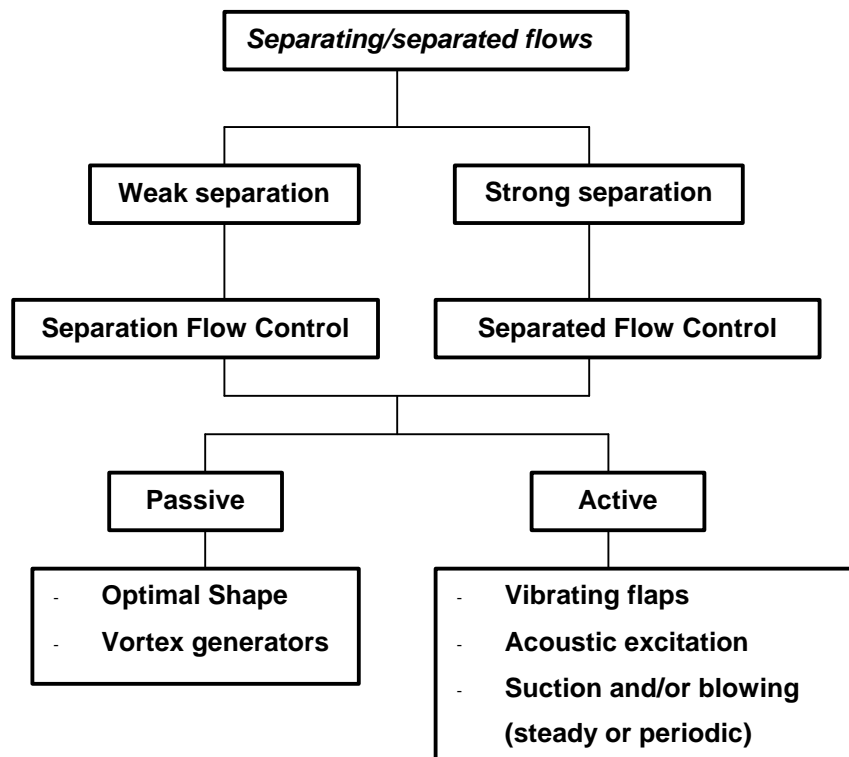 Separating/separated flows
Weak separation
Strong separation
Separation Flow Control
Separated Flow Control
Passive
Active
- Optimal Shape
- Vortex generators
- Vibrating flaps
- Acoustic excitation
- Suction and/or blowing
(steady or periodic)